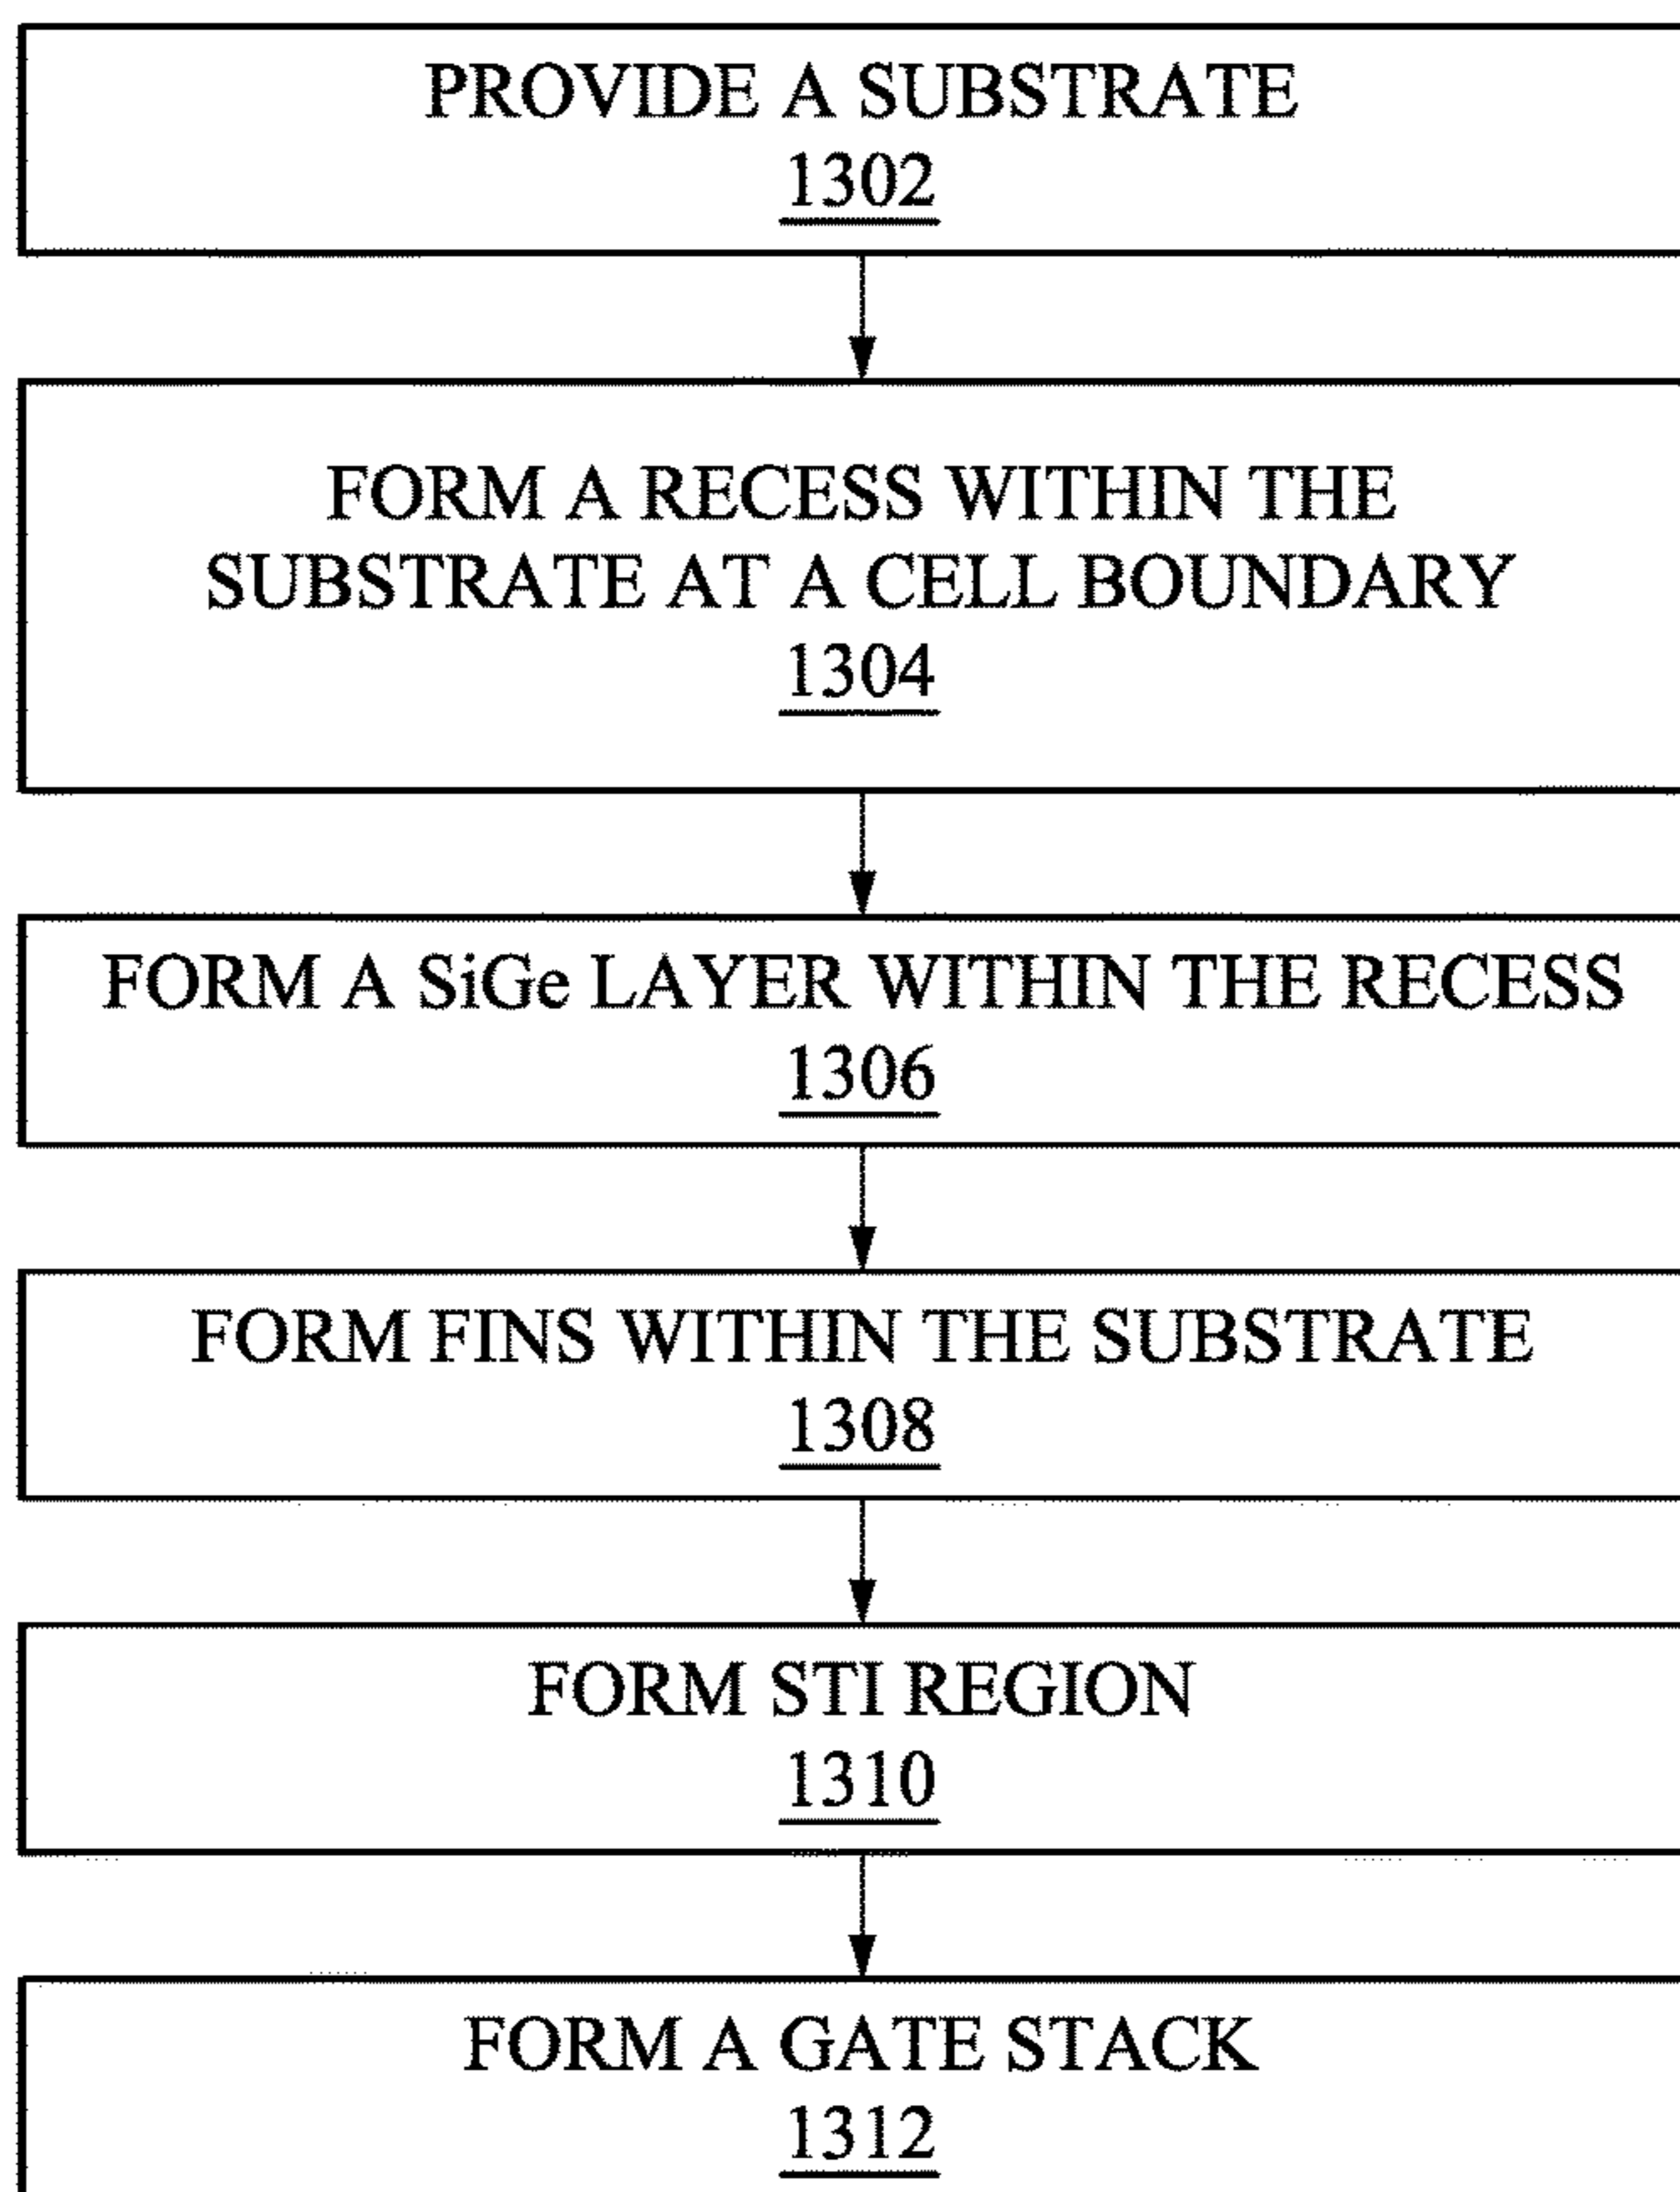 PROVIDE A SUBSTRATE
1302
FORM A RECESS WITHIN THE
SUBSTRATE AT A CELL BOUNDARY
1304
FORM A SiGe LAYER WITHIN THE RECESS
1306
FORM FINS WITHIN THE SUBSTRATE
1308
FORM STI REGION
1310
FORM A GATE STACK
1312